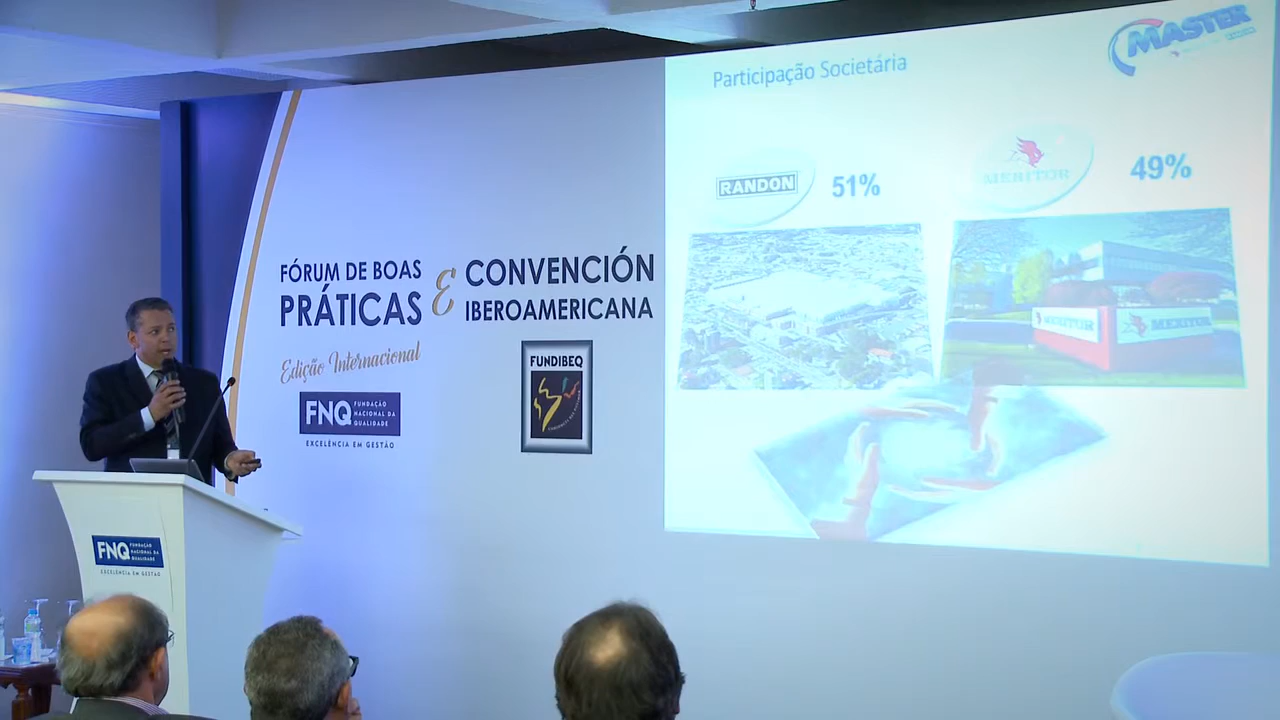 MASTER
Participação Societária
RANDON
51%
MERITOR
49%
MERITOR
MERITOR
FÓRUM DE BOAS
PRÁTICAS
E
CONVENCIÓN
IBEROAMERICANA
Edição Internacional
FNQ
FUNDAÇÃO
NACIONAL DA
QUALIDADE
EXCELÊNCIA EM GESTÃO
FUNDIBEQ
FNQ
FUNDAÇÃO
NACIONAL DA
QUALIDADE
EXCELÊNCIA EM GESTÃO